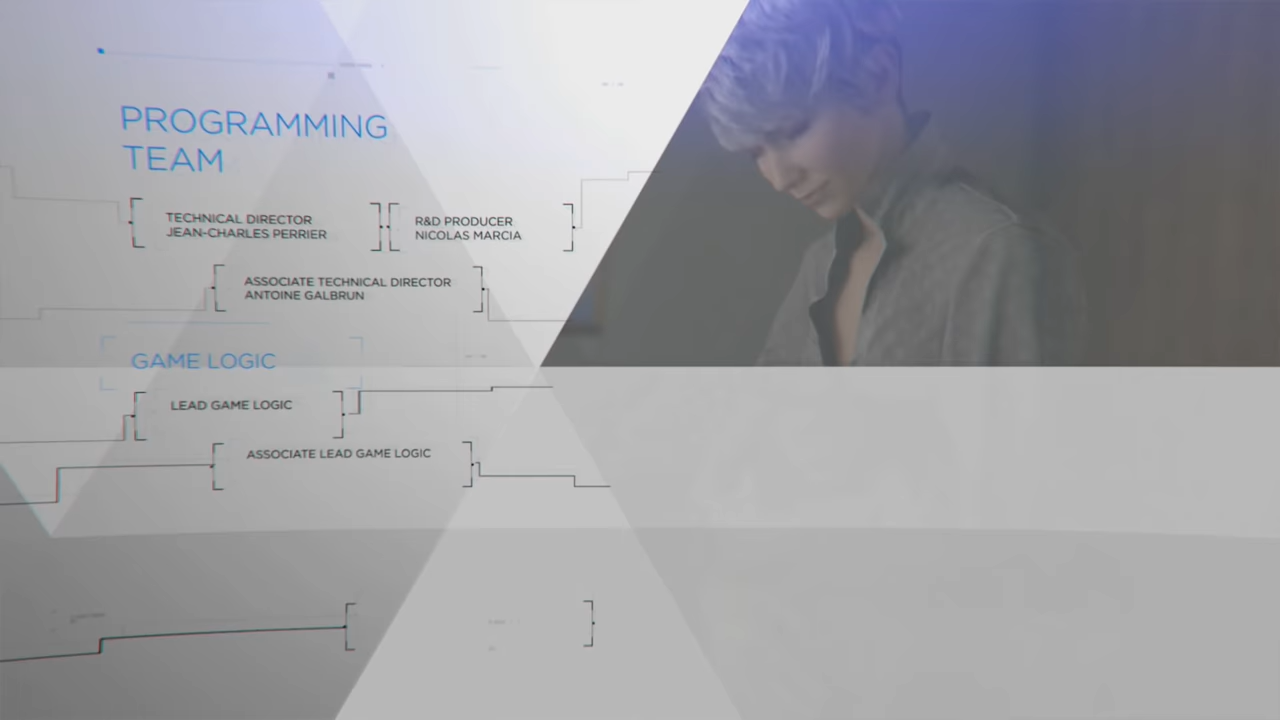 PROGRAMMING
TEAM
TECHNICAL DIRECTOR
JEAN-CHARLES PERRIER
R&D PRODUCER
NICOLAS MARCIA
ASSOCIATE TECHNICAL DIRECTOR
ANTOINE GALBRUN
GAME LOGIC
LEAD GAME LOGIC
ASSOCIATE LEAD GAME LOGIC